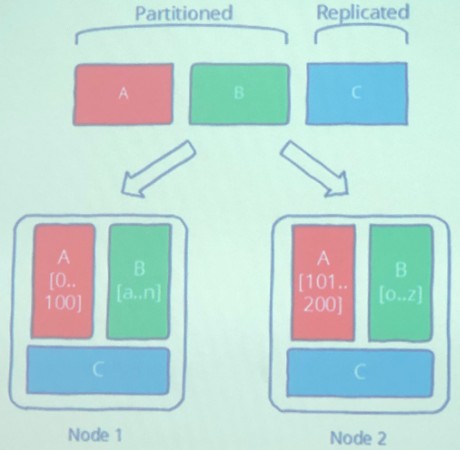 Partitioned
Replicated
A
B
C
A
[0..
100]
B
[a..n]
C
Node 1
A
[101..
200]
B
[o..z]
C
Node 2